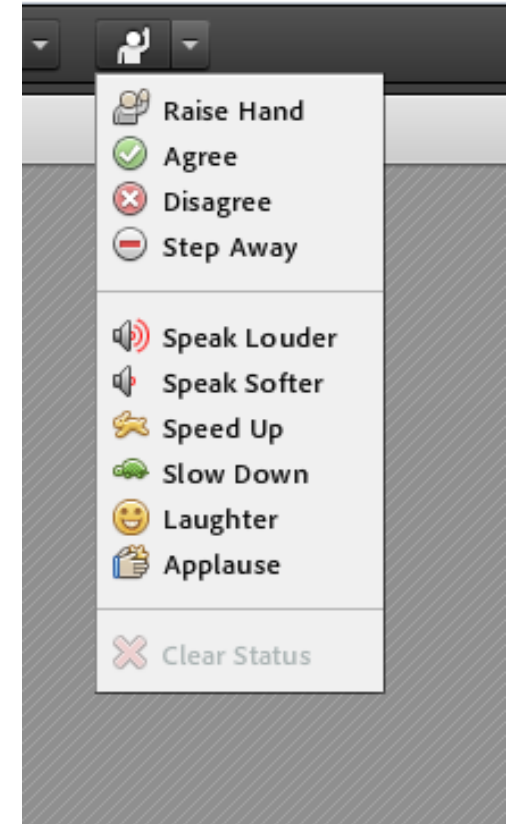 Raise Hand
Agree
Disagree
Step Away
Speak Louder
Speak Softer
Speed Up
Slow Down
Laughter
Applause
Clear Status